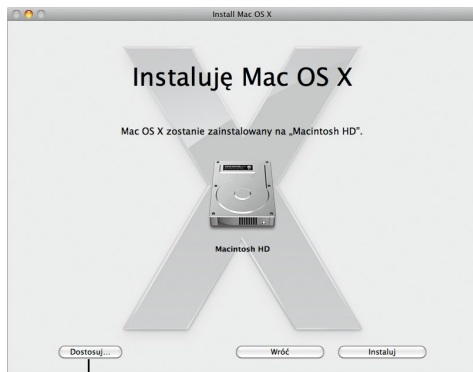 Install Mac OS X
Instaluję Mac OS X
Mac OS X zostanie zainstalowany na „Macintosh HD”.
Macintosh HD
Dostosuj...
Wróć
Instaluj